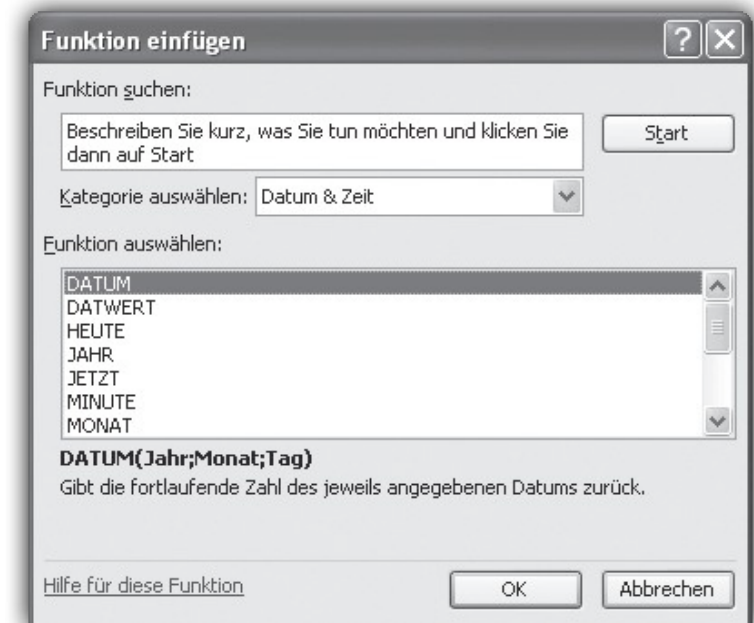 Funktion einfügen
Funktion suchen:
Beschreiben Sie kurz, was Sie tun möchten und klicken Sie
dann auf Start
Start
Kategorie auswählen: Datum & Zeit
Funktion auswählen:
DATUM
DATWERT
HEUTE
JAHR
JETZT
MINUTE
MONAT
DATUM(Jahr;Monat;Tag)
Gibt die fortlaufende Zahl des jeweils angegebenen Datums zurück.
Hilfe für diese Funktion
OK
Abbrechen